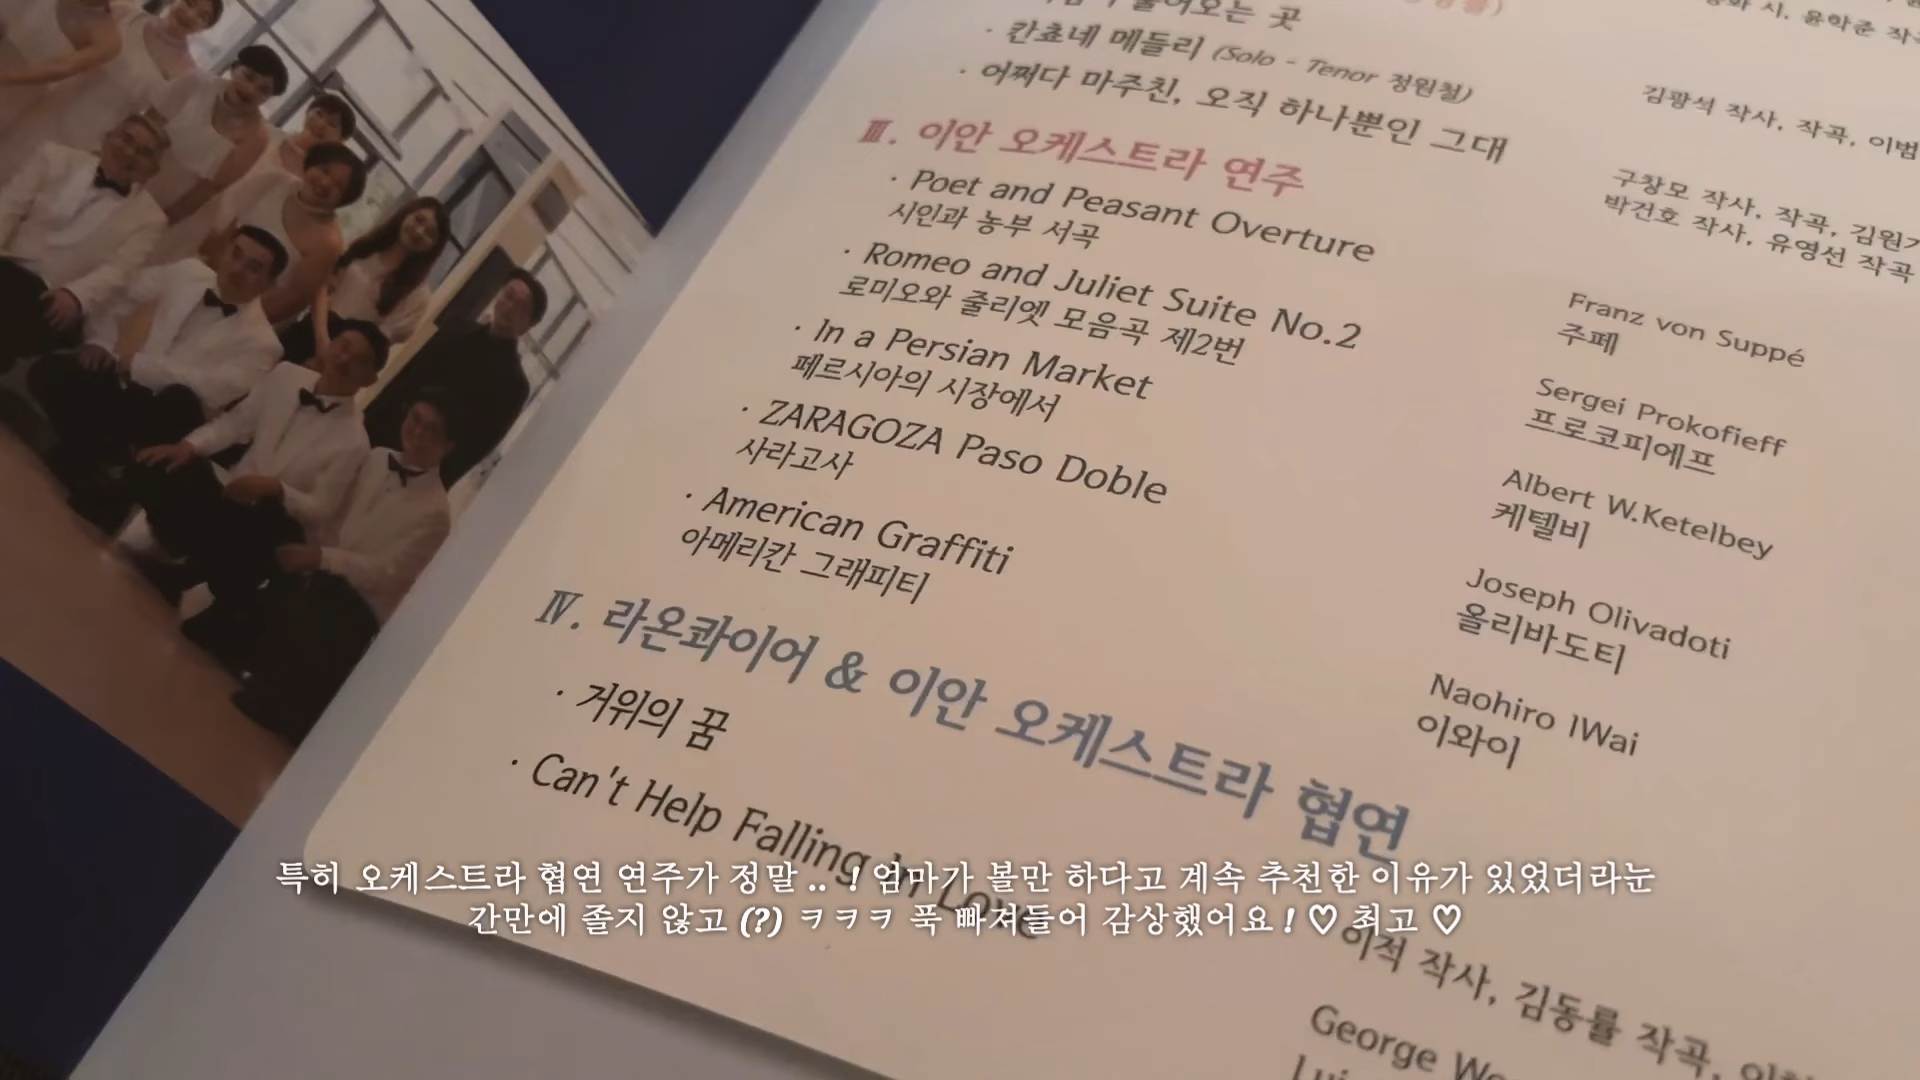 · 칸쵸네 메들리 (Solo - Tenor 정원철)
· 어쩌다 마주친, 오직 하나뿐인 그대
Ⅲ. 이안 오케스트라 연주
· Poet and Peasant Overture
시인과 농부 서곡
· Romeo and Juliet Suite No.2
로미오와 줄리엣 모음곡 제2번
· In a Persian Market
페르시아의 시장에서
· ZARAGOZA Paso Doble
사라고사
· American Graffiti
아메리칸 그래피티
Ⅳ. 라온콰이어 & 이안 오케스트라 협연
· 거위의 꿈
· Can't Help Falling in Love
시, 윤학준
김광석 작사, 작곡, 이범
구창모 작사, 작곡, 김원
박건호 작사, 유영선 작곡
Franz von Suppé
주페
Sergei Prokofieff
프로코피에프
Albert W.Ketelbey
케텔비
Joseph Olivadoti
올리바도티
Naohiro IWai
이와이
이적 작사, 김동률 작곡,
George
특히 오케스트라 협연 연주가 정말 .. ! 엄마가 볼만 하다고 계속 추천한 이유가 있었더라눈
간만에 졸지 않고 (?) ㅋㅋㅋ 푹 빠져들어 감상했어요 ! ♡ 최고 ♡